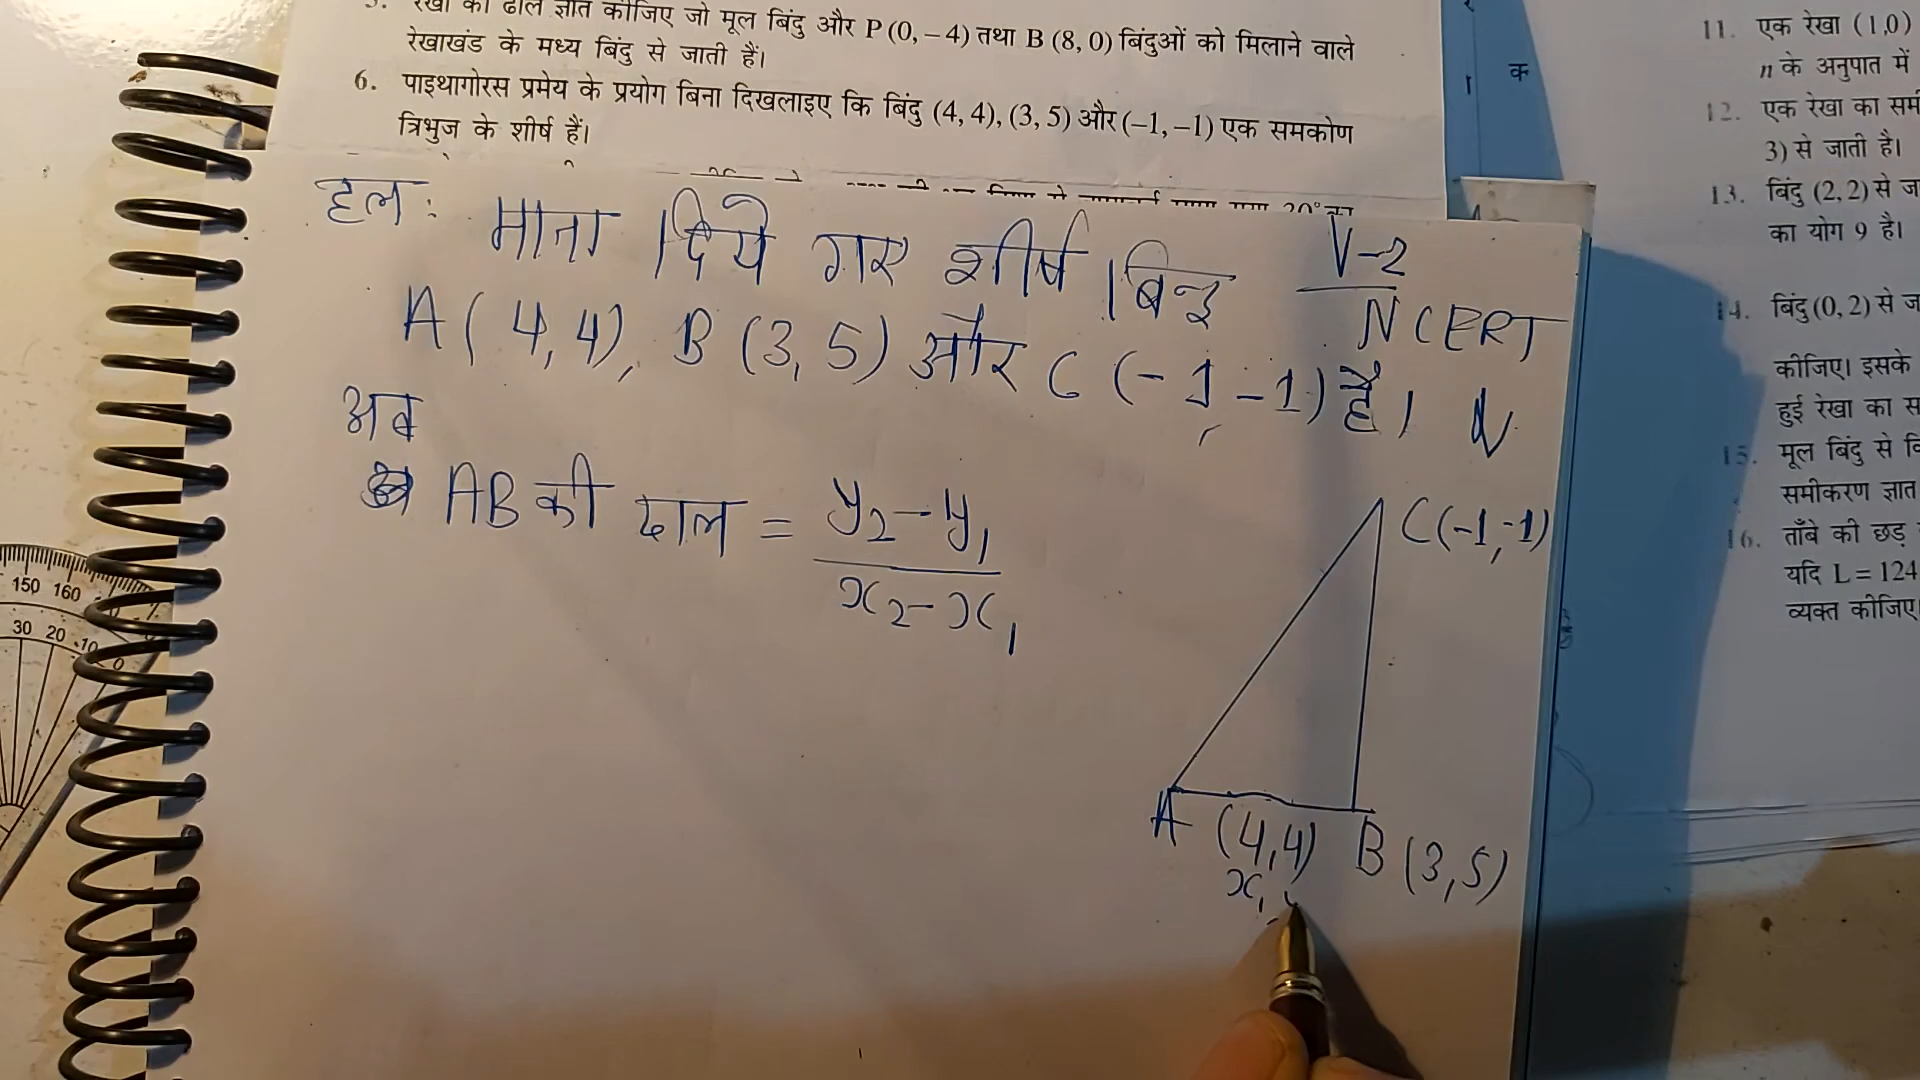 रेखा की ढाल ज्ञात कीजिए जो मूल बिंदु और P (0, – 4) तथा B (8, 0) बिंदुओं को मिलाने वाले
रेखाखंड के मध्य बिंदु से जाती हैं।
6. पाइथागोरस प्रमेय के प्रयोग बिना दिखलाइए कि बिंदु (4, 4), (3, 5) और (–1, –1) एक समकोण
त्रिभुज के शीर्ष हैं।
हल: माना दिये गए शीर्ष बिन्दु
A(4,4), B(3,5) और C(-1,-1) है।
V-2
NCERT
N
अब
AB की ढाल = y₂-y₁
x₂-x₁
C(-1,-1)
A (4,4) B (3,5)
x₁
150 160
30 20 10 0
क
11. एक रेखा (1,0)
n के अनुपात में
12. एक रेखा का
3) से जाती है।
13. बिंदु (2, 2) से
का योग 9 है।
14. बिंदु (0, 2) से
कीजिए। इसके
हुई रेखा का
15. मूल बिंदु से
समीकरण ज्ञात
16. ताँबे की छड़
यदि L = 124
व्यक्त कीजिए।